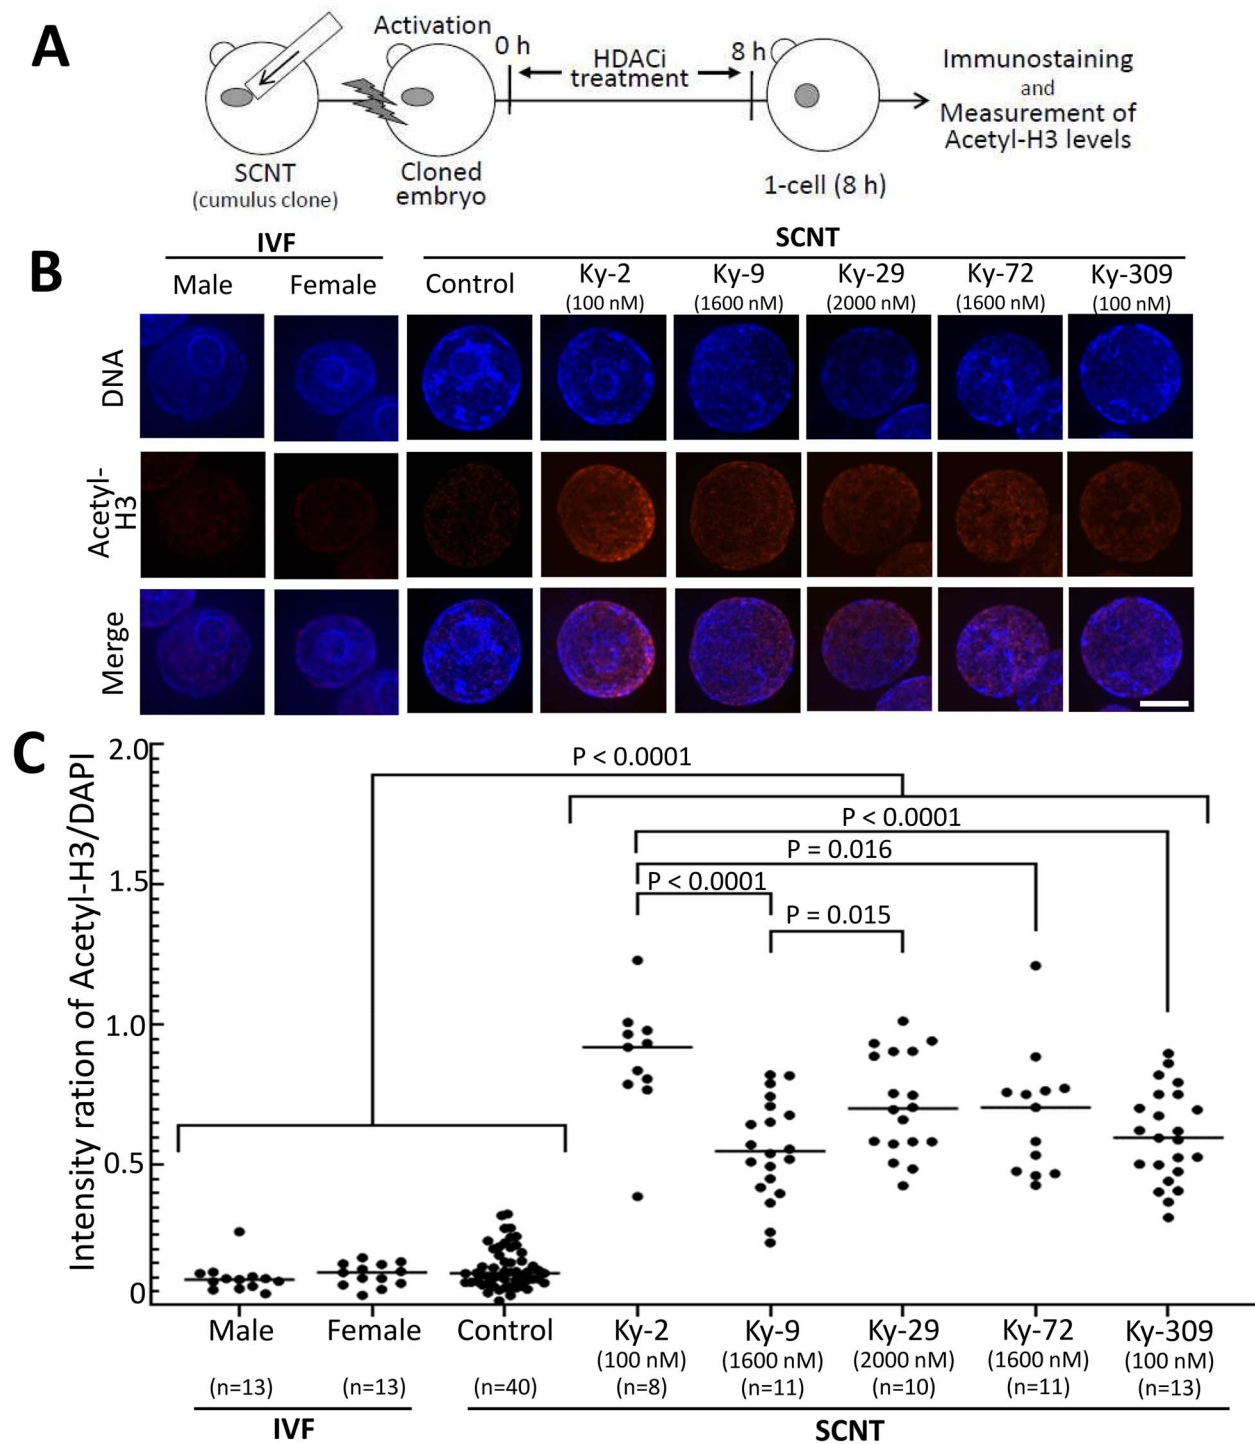 A
Activation
0 h
HDACi
treatment
8 h
Immunostaining
and
Measurement of
Acetyl-H3 levels
SCNT
(cumulus clone)
Cloned
embryo
1-cell (8 h)
B
IVF
SCNT
Male
Female
Control
Ky-2
(100 nM)
Ky-9
(1600 nM)
Ky-29
(2000 nM)
Ky-72
(1600 nM)
Ky-309
(100 nM)
DNA
Acetyl-
H3
Merge
C
Intensity ration of Acetyl-H3/DAPI
2.0
1.5
1.0
0.5
0
P < 0.0001
P < 0.0001
P = 0.016
P < 0.0001
P = 0.015
Male
Female
Control
Ky-2
Ky-9
Ky-29
Ky-72
Ky-309
(100 nM)
(1600 nM)
(2000 nM)
(1600 nM)
(100 nM)
(n=13)
(n=13)
(n=40)
(n=8)
(n=11)
(n=10)
(n=11)
(n=13)
IVF
SCNT